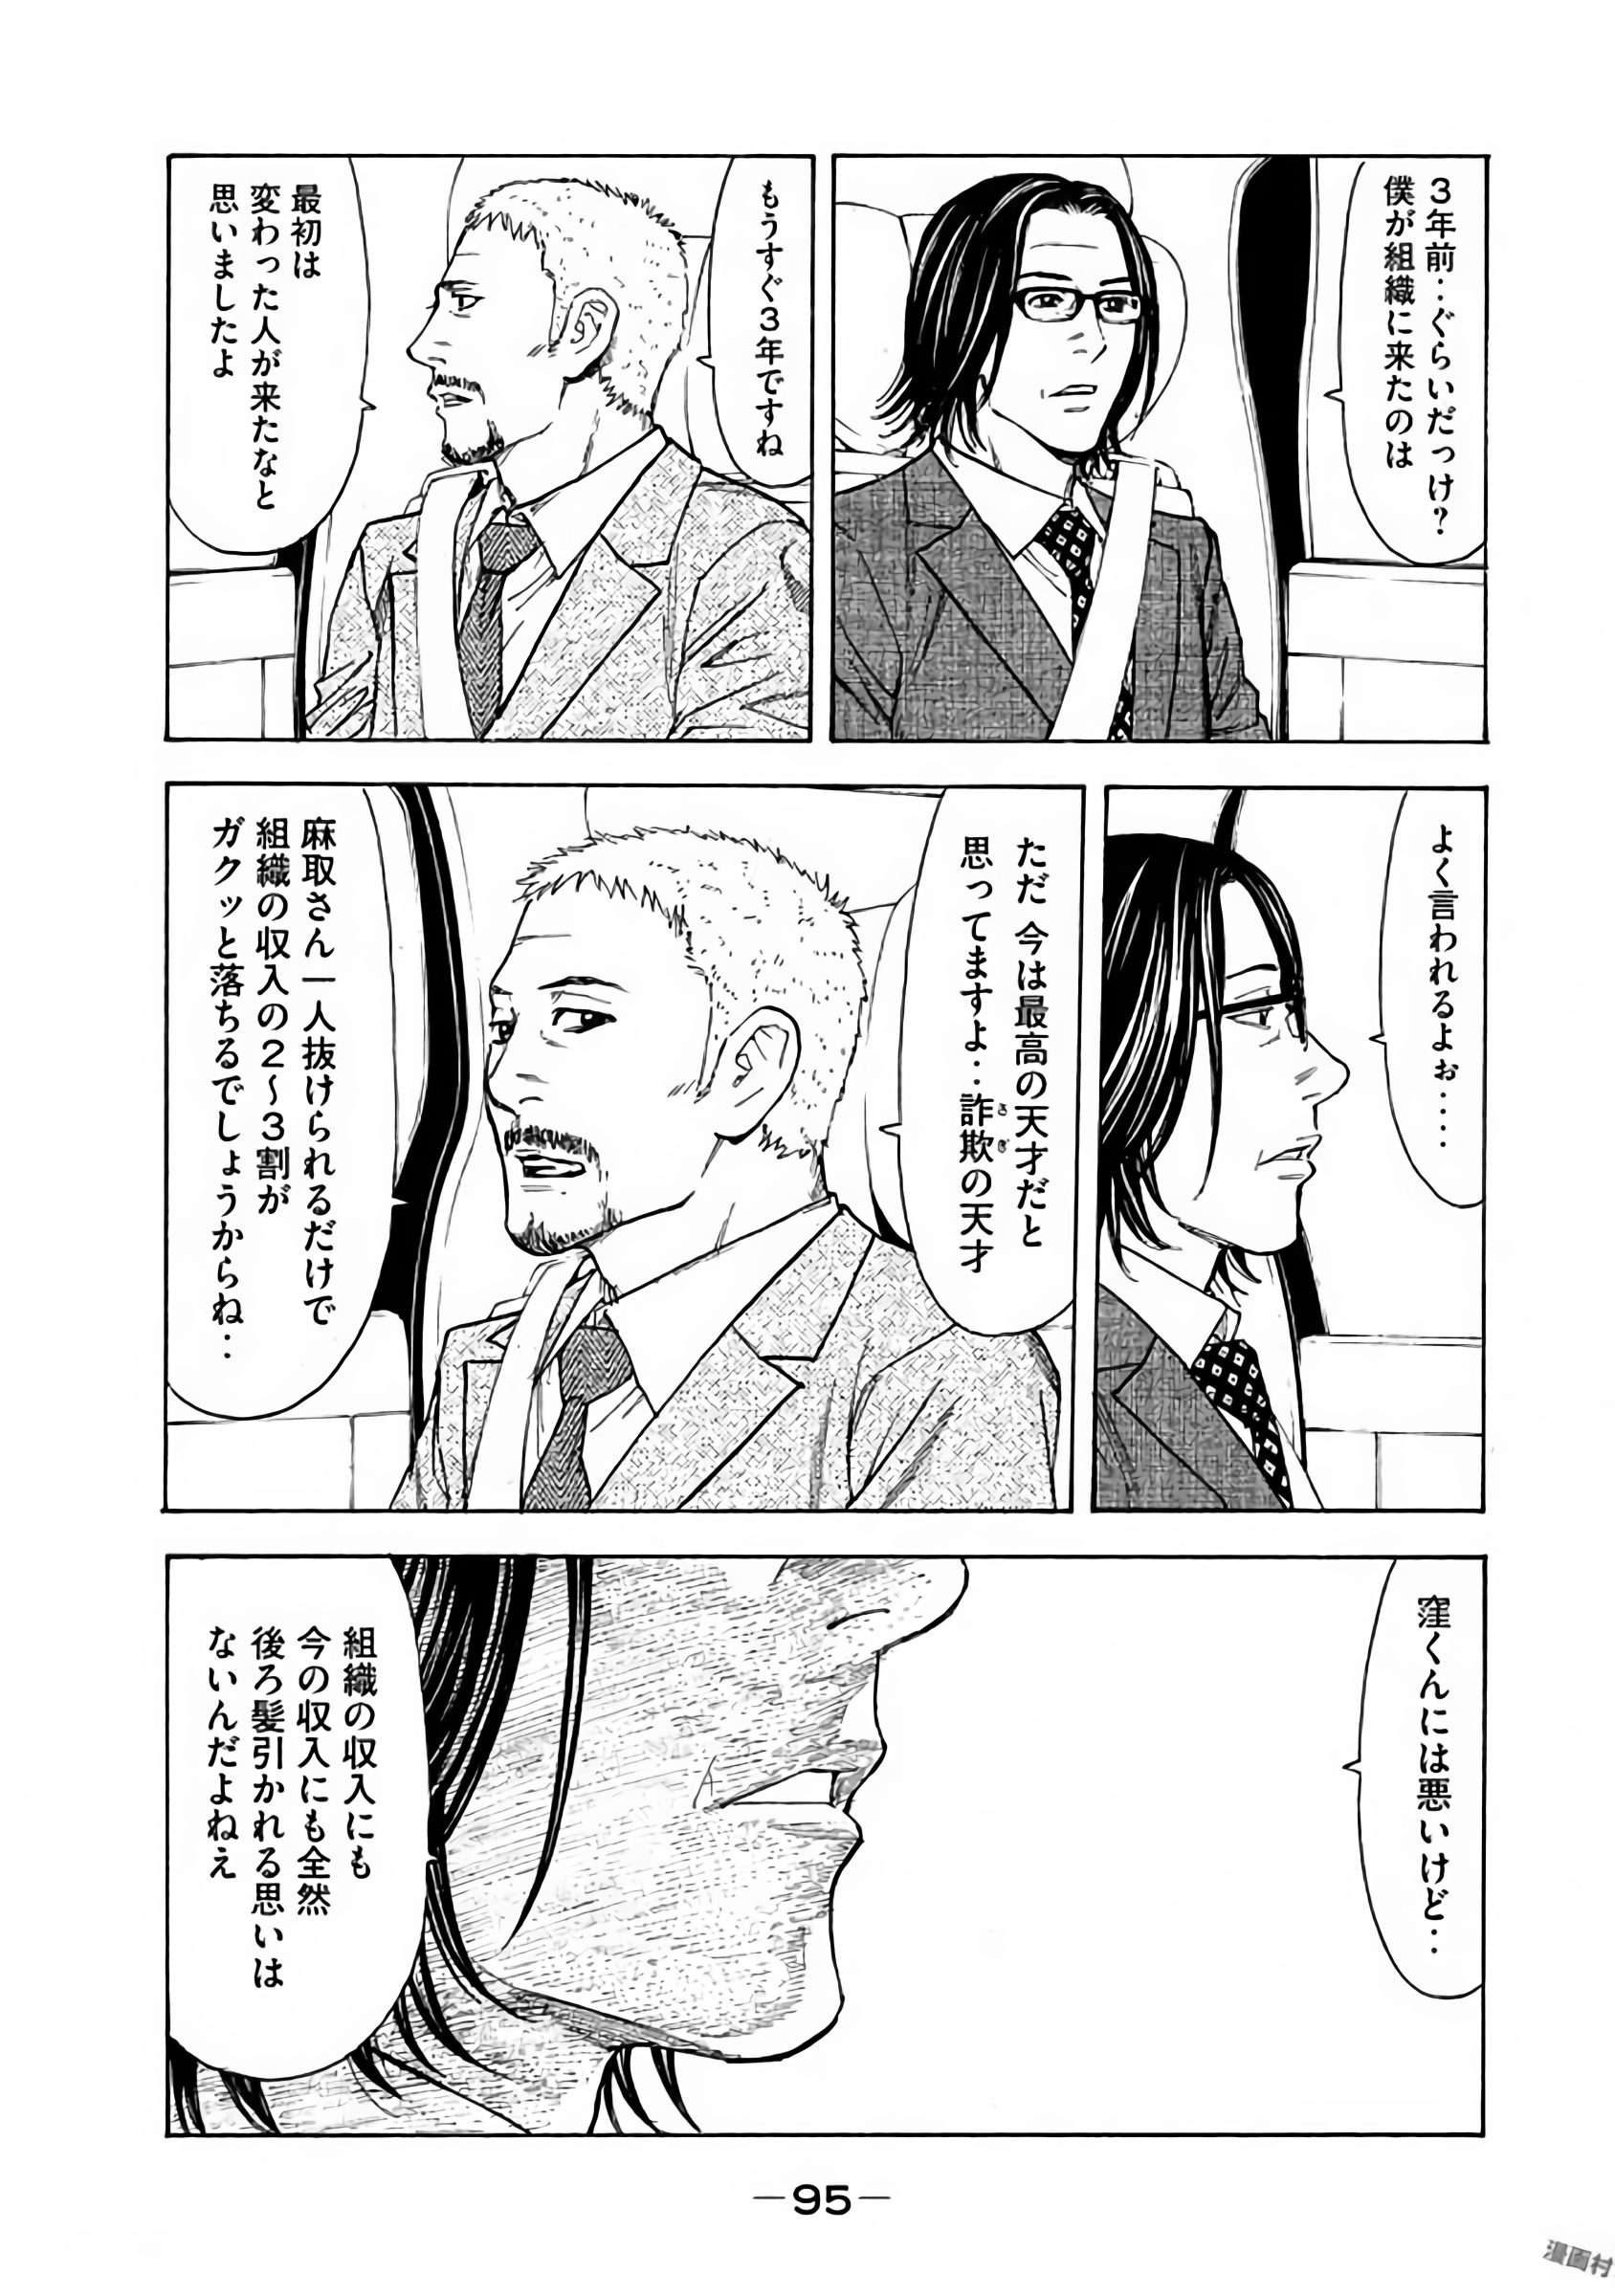 3年前‥ぐらいだっけ?
僕が組織に来たのは
もうすぐ3年ですね
最初は
変わった人が来たなと
思いましたよ
よく言われるよぉ‥‥
ただ 今は最高の天才だと
思ってますよ‥詐欺の天才
さぎ
麻取さん一人抜けられるだけで
組織の収入の2〜3割が
ガクッと落ちるでしょうからね‥
窪くんには悪いけど‥
組織の収入にも
今の収入にも全然
後ろ髪引かれる思いは
ないんだよねえ
—95—
漫画村